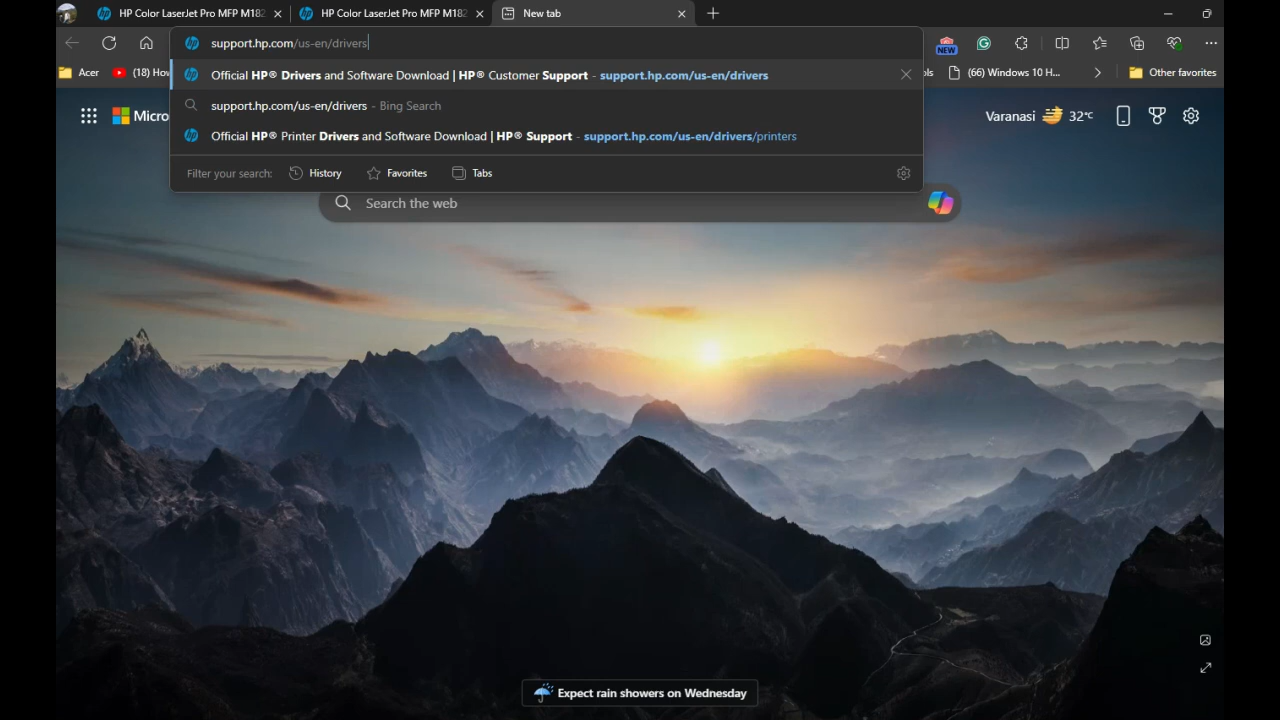 HP Color LaserJet Pro MFP M182
HP Color LaserJet Pro MFP M182
New tab
support.hp.com/us-en/drivers
NEW
Acer
(18) How
(66) Windows 10 H...
Other favorites
Official HP® Drivers and Software Download | HP® Customer Support - support.hp.com/us-en/drivers
support.hp.com/us-en/drivers - Bing Search
Official HP® Printer Drivers and Software Download | HP® Support - support.hp.com/us-en/drivers/printers
Filter your search:
History
Favorites
Tabs
Micro
Varanasi
32°C
Search the web
Expect rain showers on Wednesday